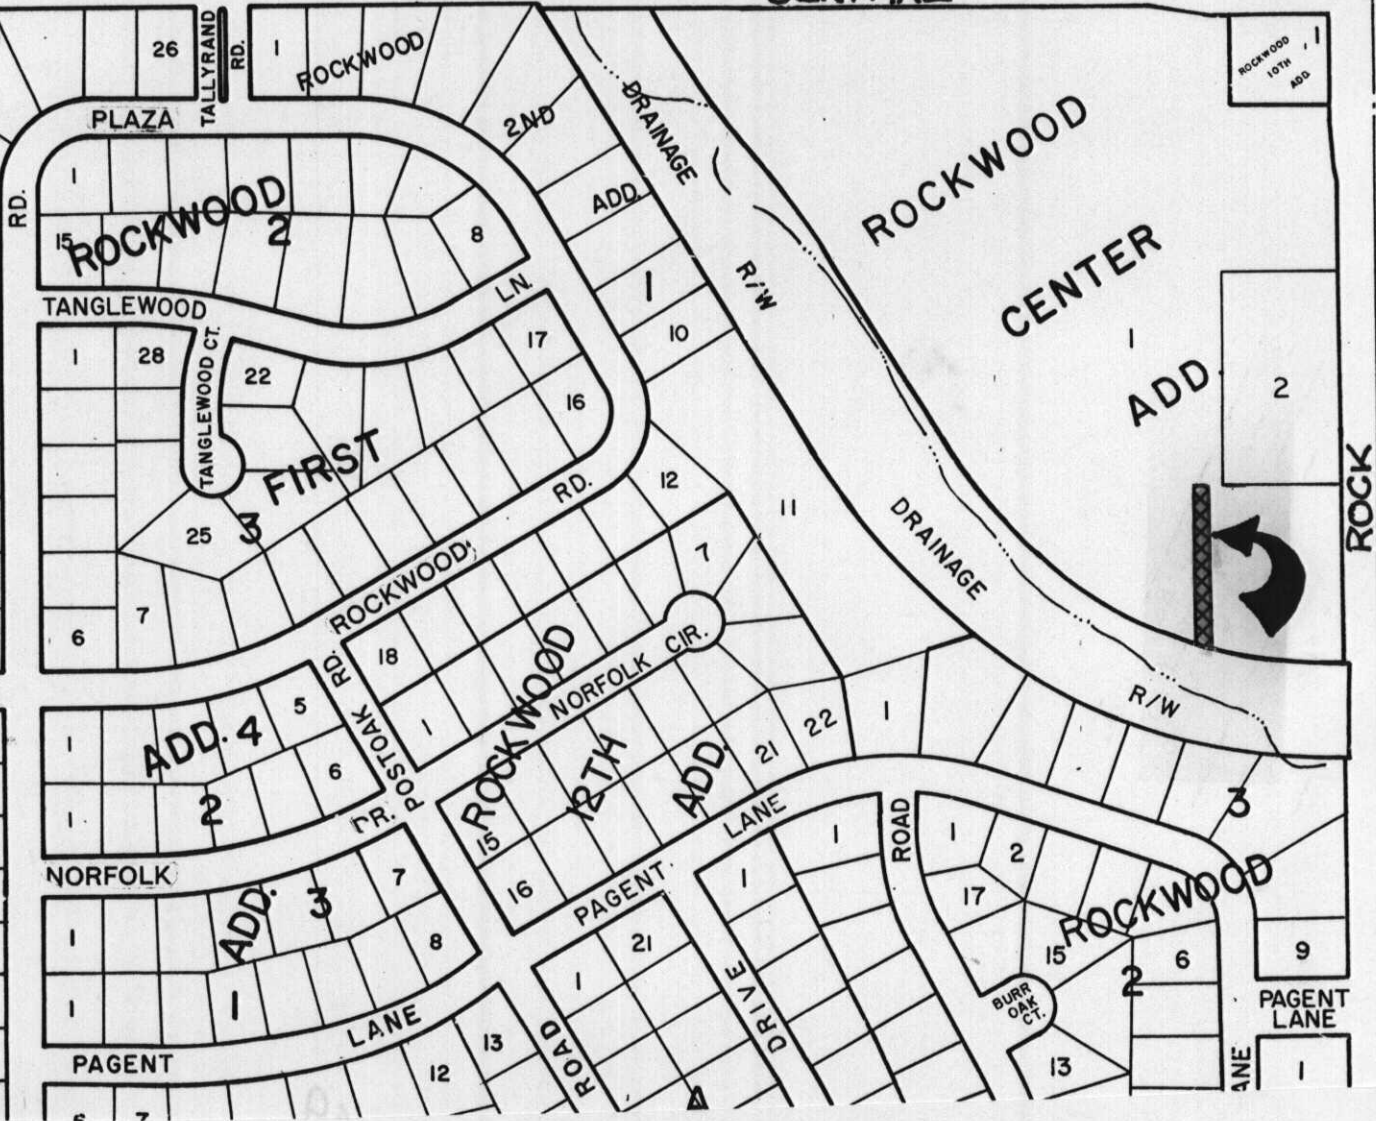 26
TALLYRAND
RD.
1
ROCKWOOD
PLAZA
2ND
ADD.
DRAINAGE
R/W
ROCKWOOD
10TH
ADD.
1
ROCKWOOD
CENTER
ADD
1
2
ROCK
RD.
1
15
ROCKWOOD
2
8
LN.
TANGLEWOOD
TANGLEWOOD CT.
1
28
22
17
16
1
10
FIRST
3
25
7
6
12
11
7
RD.
ROCKWOOD
DRAINAGE
R/W
18
RD.
POSTOAK
1
NORFOLK CIR.
ROCKWOOD
12TH
ADD.
5
ADD. 4
1
6
2
1
DR.
NORFOLK
15
16
21
22
1
LANE
PAGENT
3
1
ROAD
1
2
17
1
7
ADD. 3
8
1
1
1
LANE
PAGENT
21
1
DRIVE
15
ROCKWOOD
2
6
9
BURR
OAK
CT.
PAGENT
LANE
13
12
13
ROAD
1